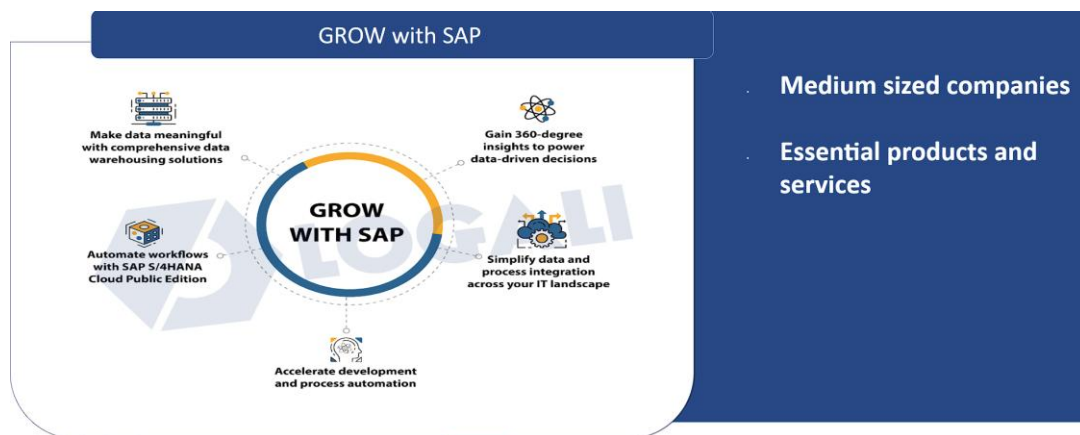 GROW with SAP
Make data meaningful
with comprehensive data
warehousing solutions
Gain 360-degree
insights to power
data-driven decisions
GROW
WITH SAP
LOGALI
Automate workflows
with SAP S/4HANA
Cloud Public Edition
Simplify data and
process integration
across your IT landscape
Accelerate development
and process automation
Medium sized companies
Essential products and
services